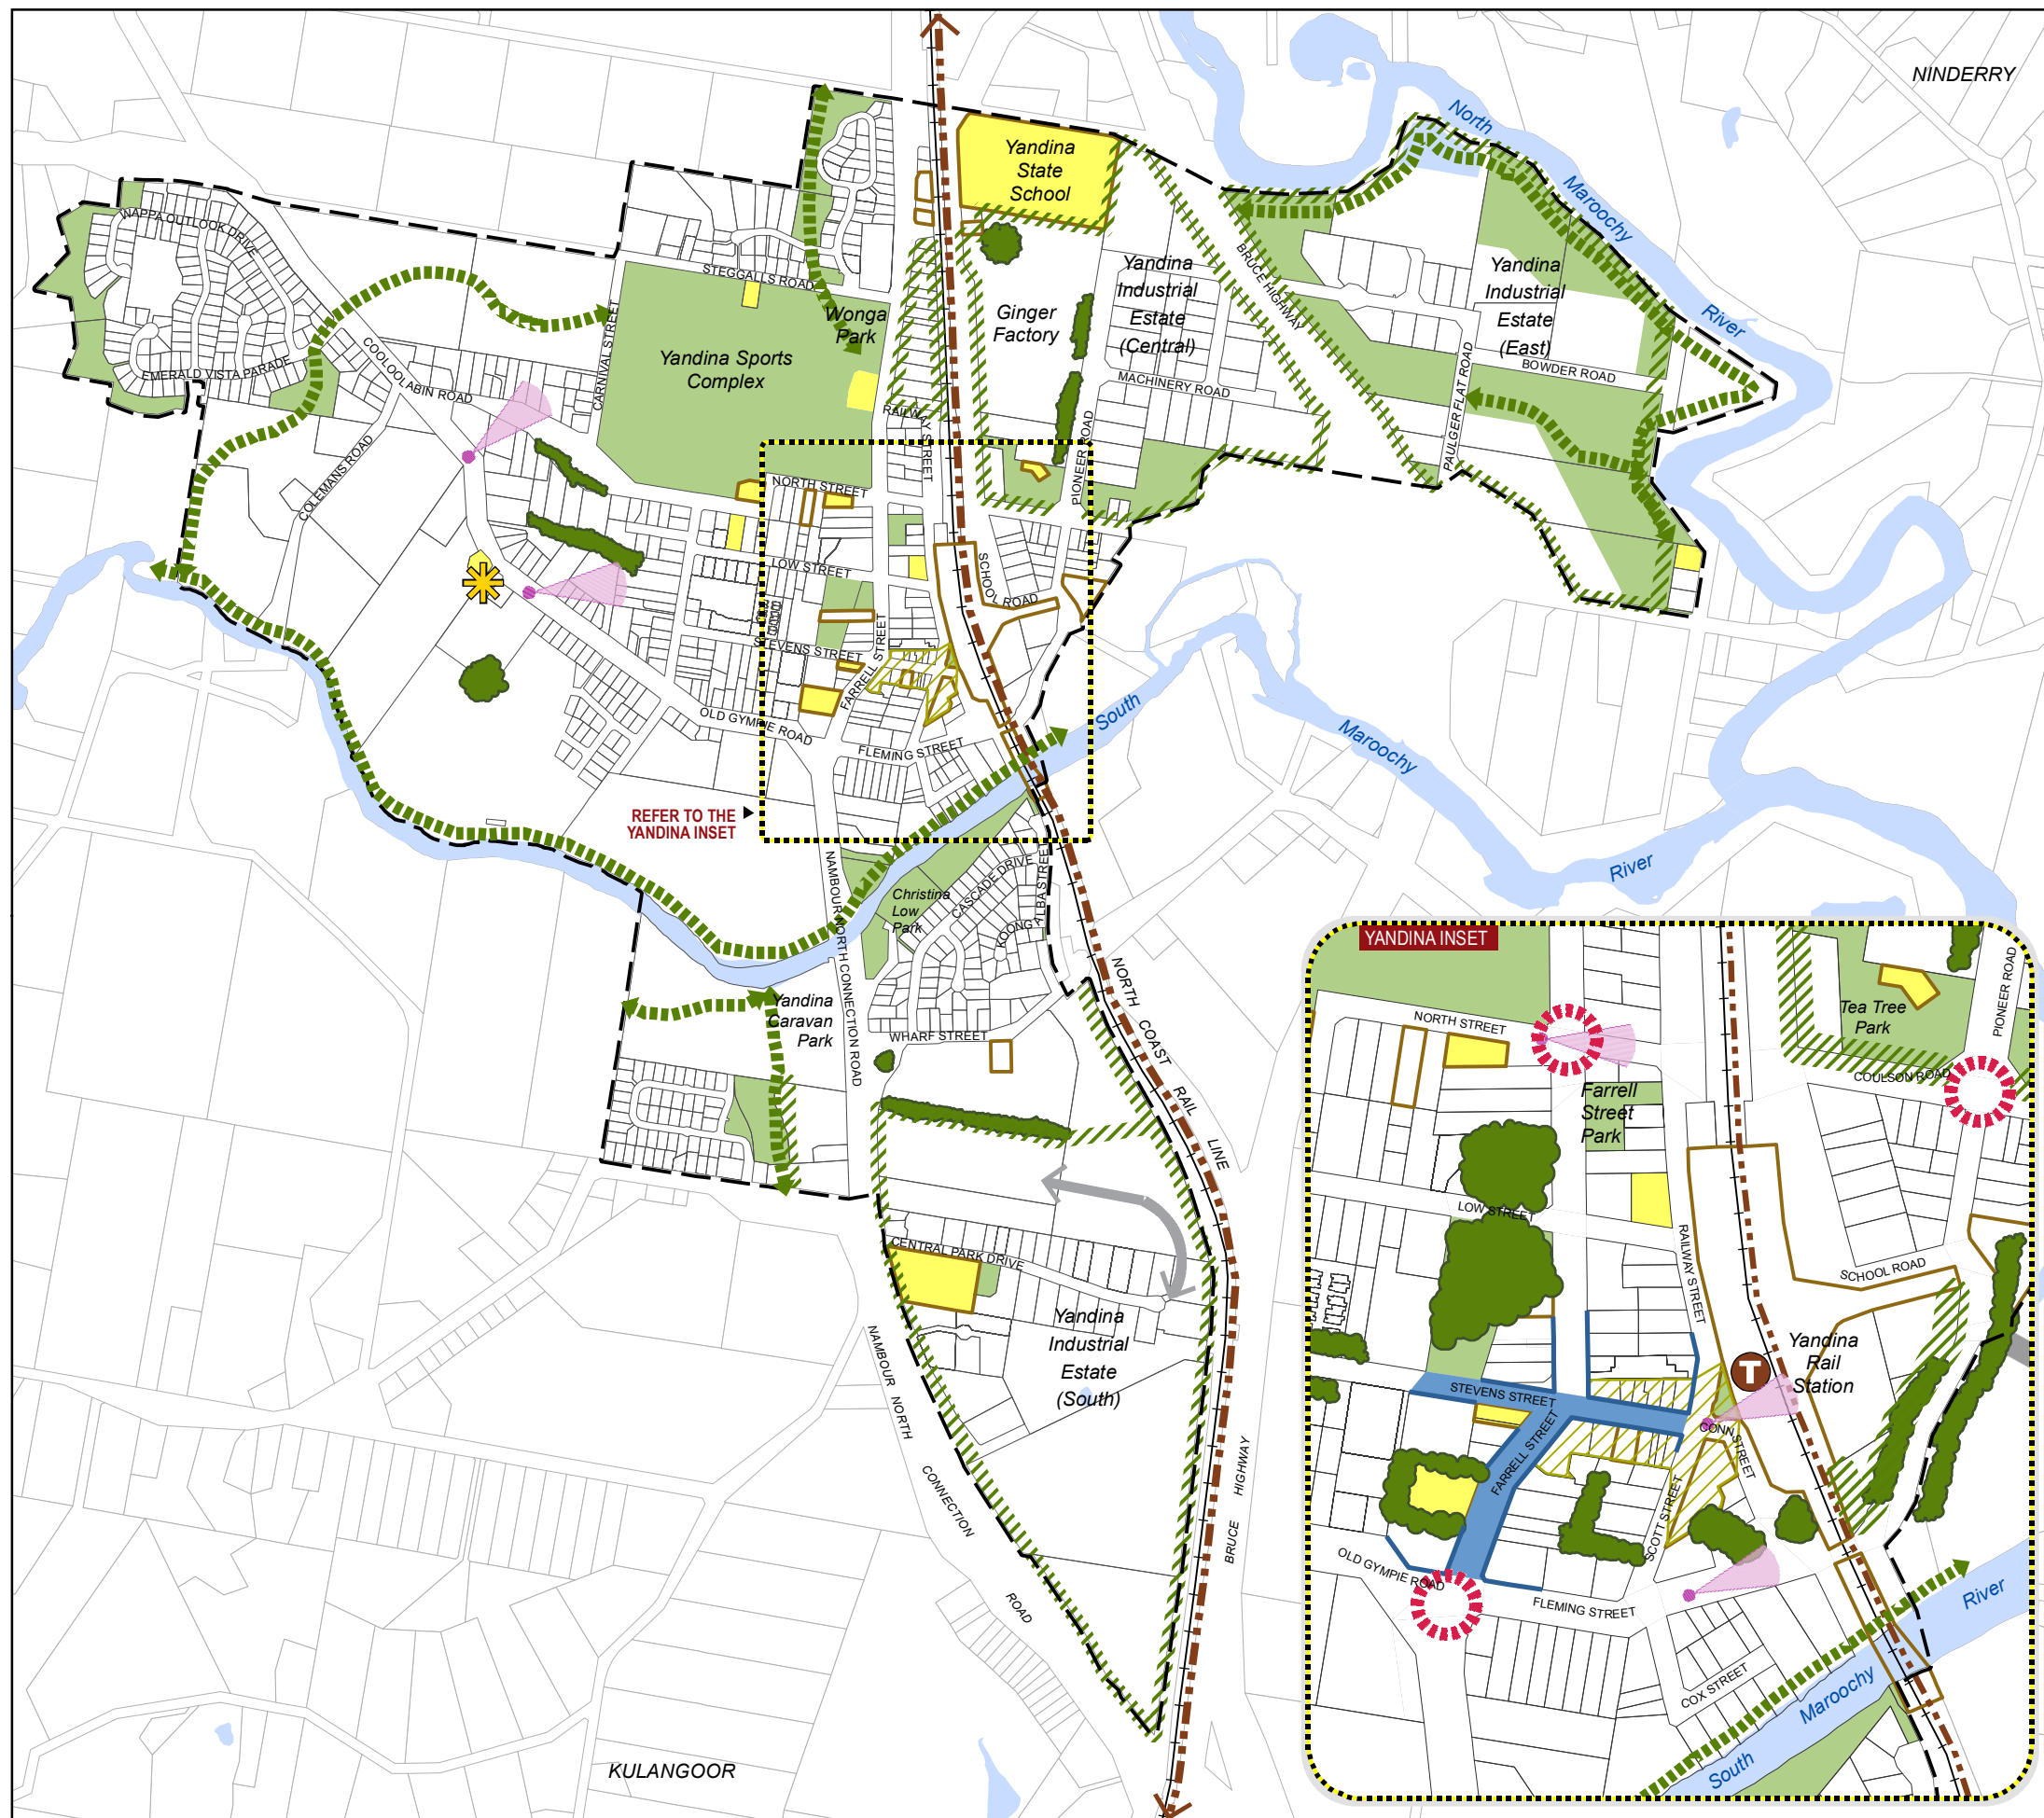 NINDERRY
North
Maroochy
River
Yandina
State
School
WAPPA OUTLOOK DRIVE
STEGGALLS ROAD
BRUCE HIGHWAY
Yandina
Industrial
Estate
(Central)
Yandina
Industrial
Estate
(East)
Wonga
Park
Ginger
Factory
CARNIVAL STREET
Yandina Sports
Complex
COOLOOLABIN ROAD
EMERALD VISTA PARADE
MACHINERY ROAD
BOWDER ROAD
PAULGER FLAT ROAD
RAILWAY STREET
COLEMANS ROAD
PIONEER ROAD
NORTH STREET
LOW STREET
SCHOOL ROAD
STEVENS STREET
FARRELL STREET
OLD GYMPIE ROAD
FLEMING STREET
South
Maroochy
River
REFER TO THE
YANDINA INSET
NAMBOUR NORTH CONNECTION ROAD
Christina
Low
Park
CASCADE DRIVE
KOONGALBA STREET
Yandina
Caravan
Park
WHARF STREET
NORTH COAST RAIL LINE
CENTRAL PARK DRIVE
Yandina
Industrial
Estate
(South)
NAMBOUR NORTH CONNECTION ROAD
BRUCE HIGHWAY
KULANGOOR
YANDINA INSET
NORTH STREET
Tea Tree
Park
PIONEER ROAD
COULSON ROAD
Farrell
Street
Park
LOW STREET
RAILWAY STREET
SCHOOL ROAD
Yandina
Rail
Station
T
STEVENS STREET
FARRELL STREET
CONN STREET
SCOTT STREET
OLD GYMPIE ROAD
FLEMING STREET
COX STREET
South
Maroochy
River